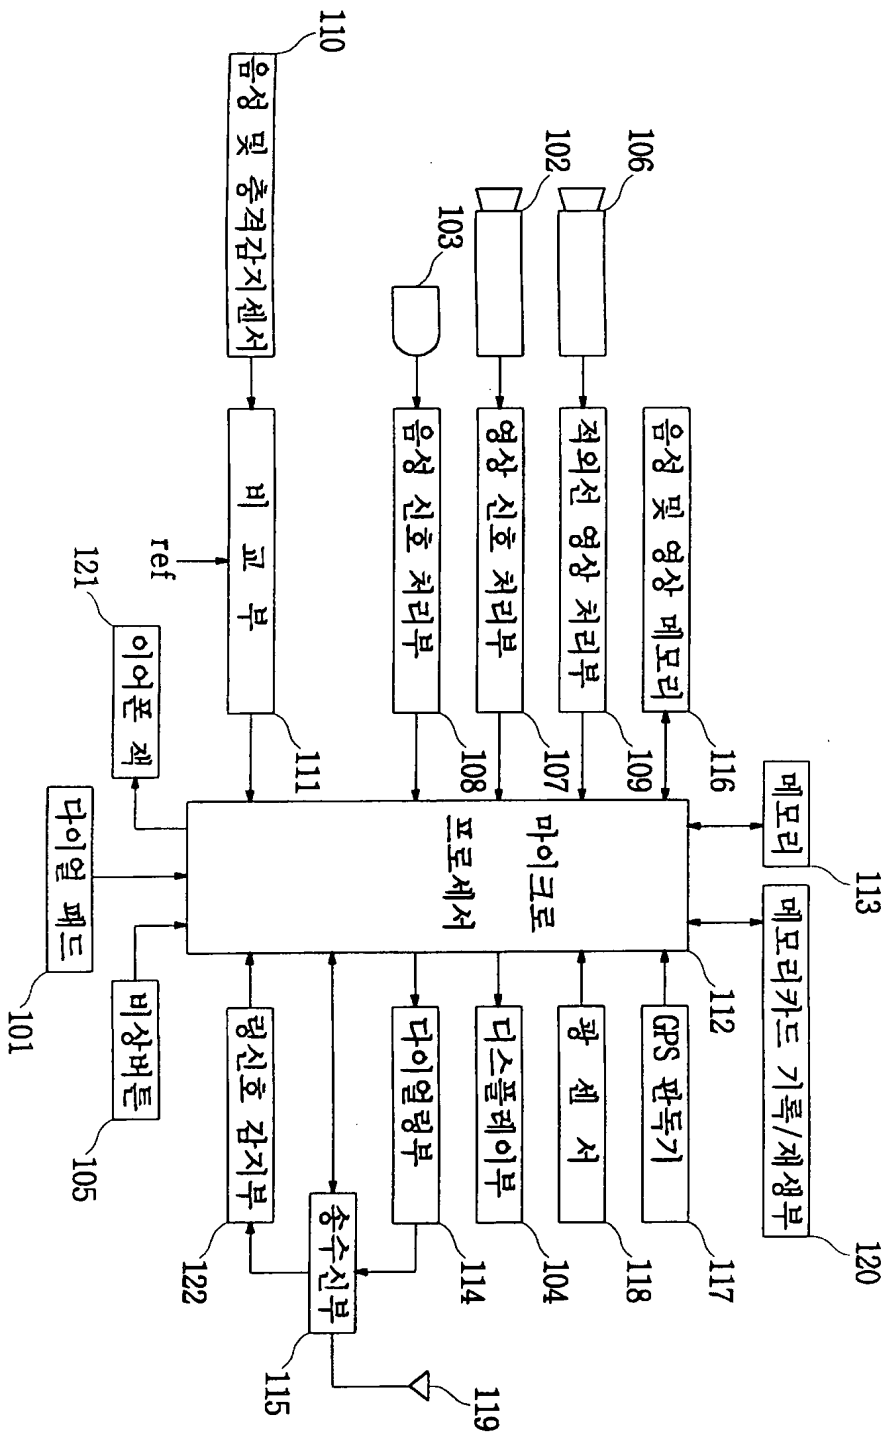 113
120
메모리
메모리카드 기록/재생부
116
112
117
음성 및 영상 메모리
GPS 판독기
106
109
118
적외선 영상 처리부
광 센 서
102
107
마이크로
프로세서
104
영상 신호 처리부
디스플레이부
103
108
114
119
음성 신호 처리부
다이얼링부
110
송수신부
111
115
음성 및 충격감지센서
비 교 부
링신호 감지부
122
ref
121
이어폰 잭
비상버튼
105
다이얼 패드
101